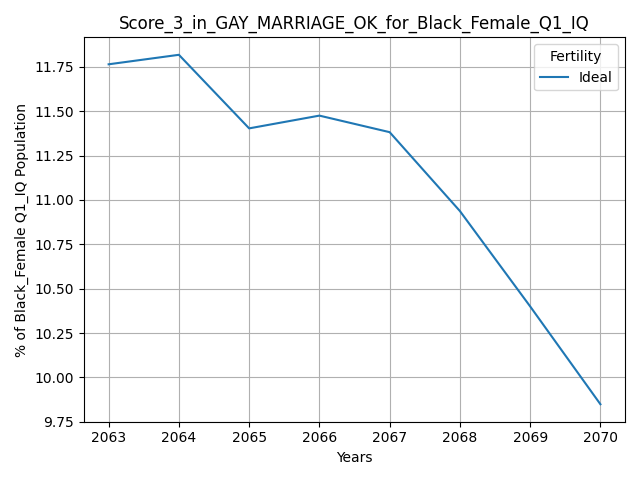 Score_3_in_GAY_MARRIAGE_OK_for_Black_Female_Q1_IQ
Fertility
Ideal
% of Black_Female Q1_IQ Population
11.75
11.50
11.25
11.00
10.75
10.50
10.25
10.00
9.75
2063 2064 2065 2066 2067 2068 2069 2070
Years